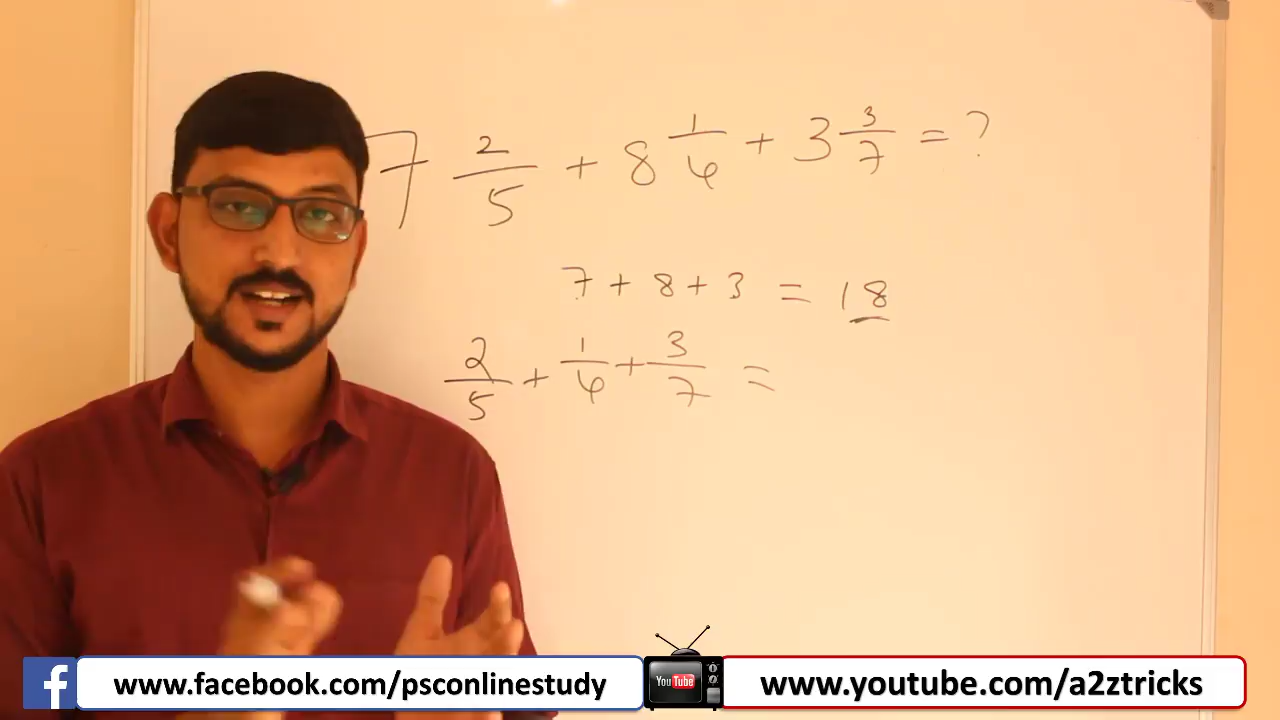 7 2/5 + 8 1/4 + 3 3/7 = ?
7 + 8 + 3 = 18
2/5 + 1/4 + 3/7 =
f www.facebook.com/psconlinestudy YouTube www.youtube.com/a2ztricks